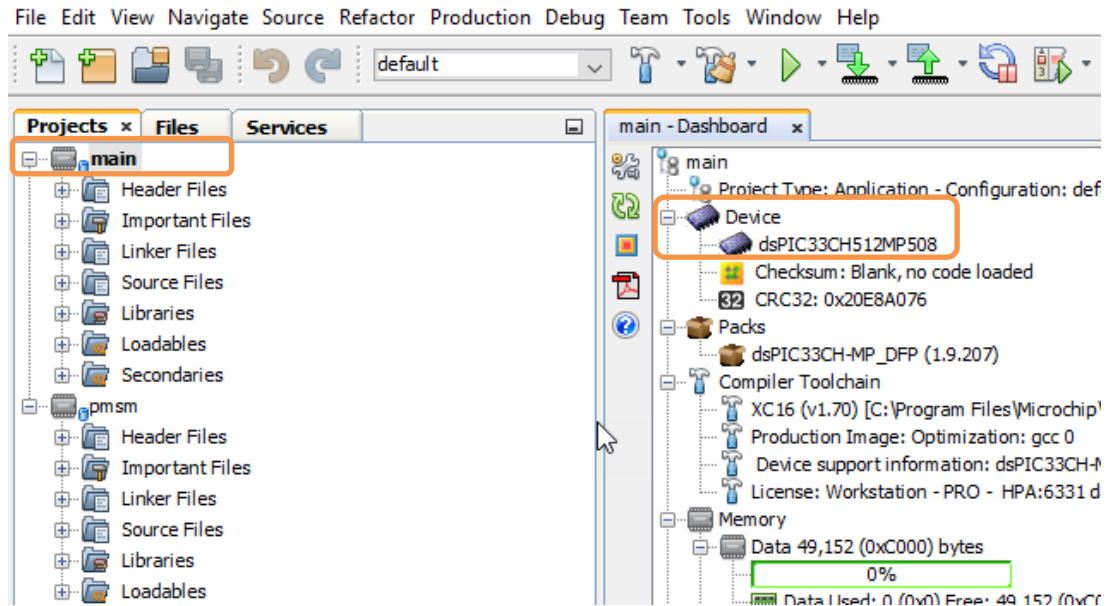 File Edit View Navigate Source Refactor Production Debug Team Tools Window Help
default
Projects × Files Services
main
Header Files
Important Files
Linker Files
Source Files
Libraries
Loadables
Secondaries
pmsm
Header Files
Important Files
Linker Files
Source Files
Libraries
Loadables
main - Dashboard ×
main
Project Type: Application - Configuration: def
Device
dsPIC33CH512MP508
Checksum: Blank, no code loaded
32 CRC32: 0x20E8A076
Packs
dsPIC33CH-MP_DFP (1.9.207)
Compiler Toolchain
XC16 (v1.70) [C:\Program Files\Microchip\
Production Image: Optimization: gcc 0
Device support information: dsPIC33CH-M
License: Workstation - PRO - HPA:6331 d
Memory
Data 49,152 (0xC000) bytes
0%
Data Used: 0 (0x0) Free: 49,152 (0xC0